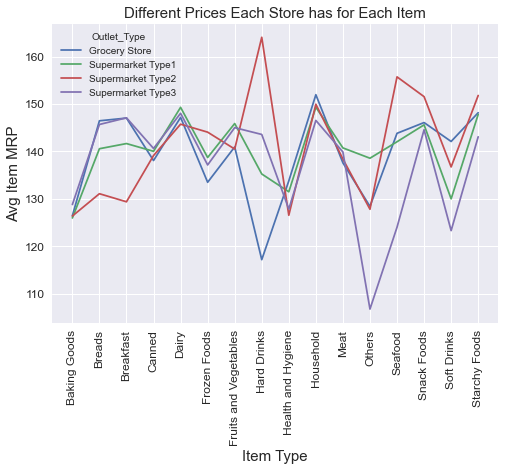 Different Prices Each Store has for Each Item
Outlet_Type
Grocery Store
Supermarket Type1
Supermarket Type2
Supermarket Type3
Avg Item MRP
160
150
140
130
120
110
Baking Goods
Breads
Breakfast
Canned
Dairy
Frozen Foods
Fruits and Vegetables
Hard Drinks
Health and Hygiene
Household
Meat
Others
Seafood
Snack Foods
Soft Drinks
Starchy Foods
Item Type